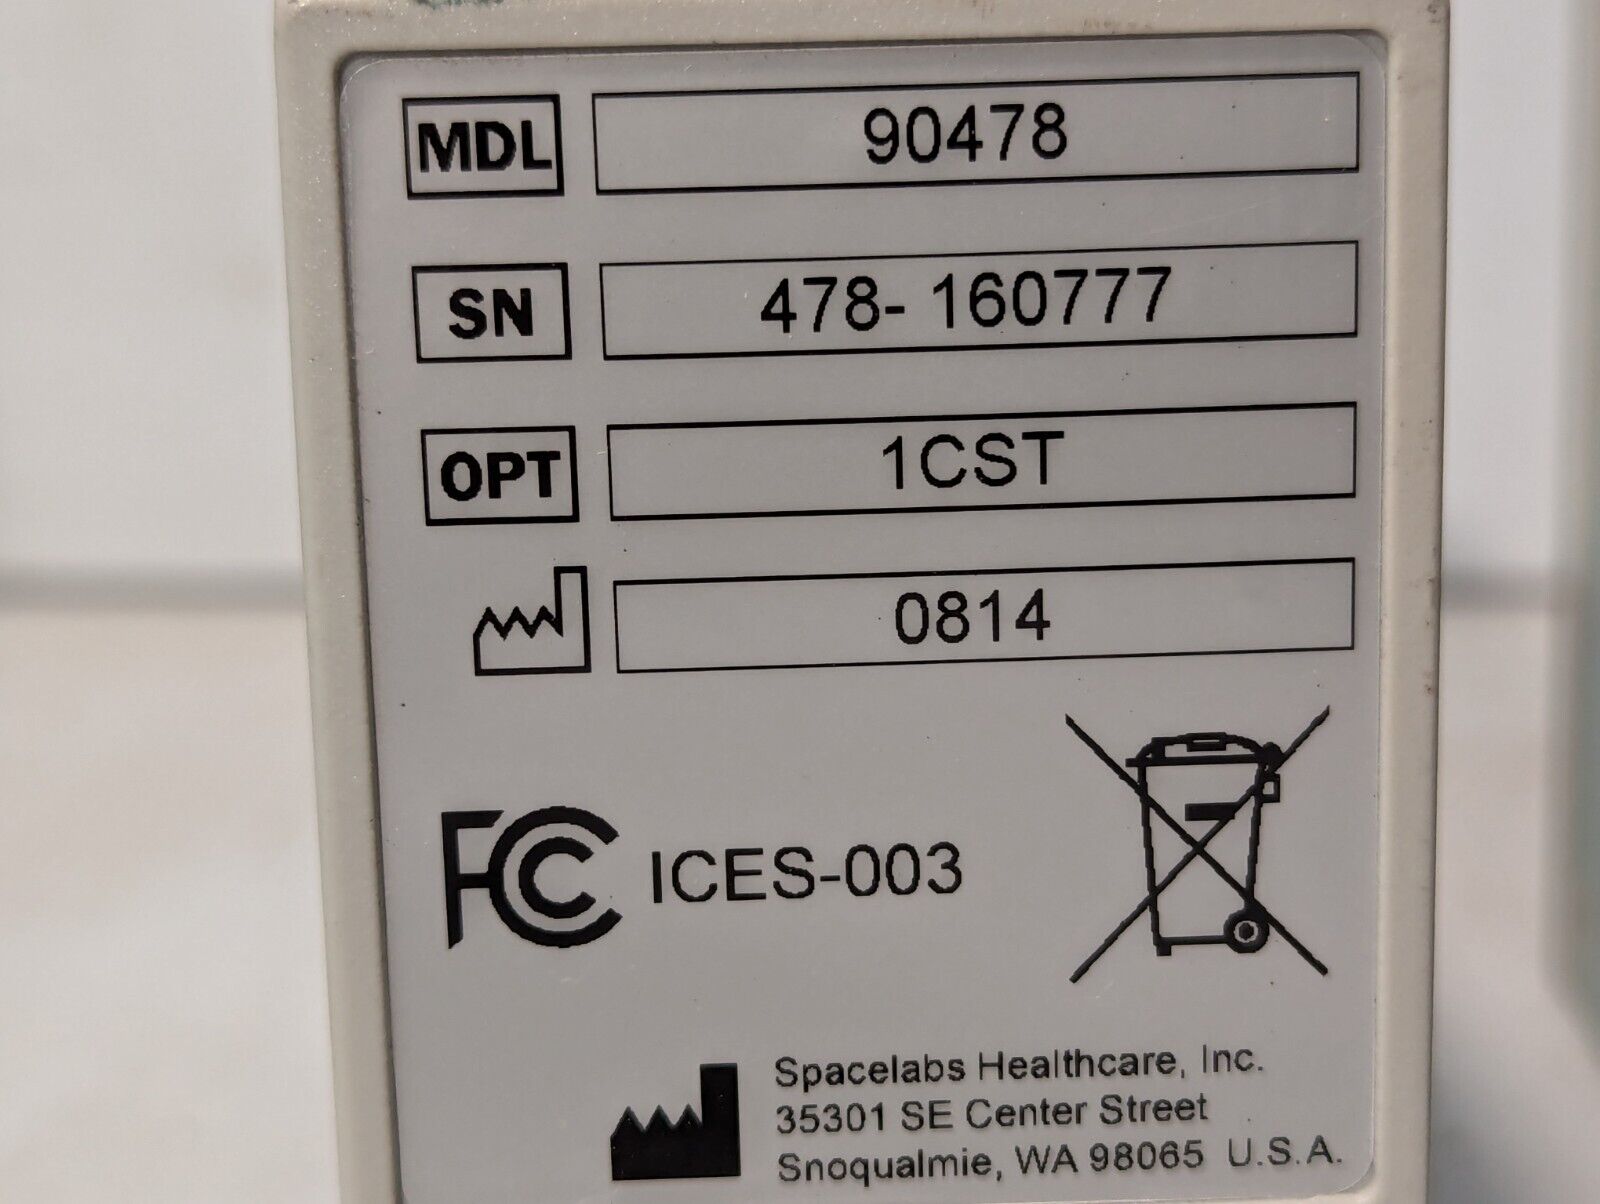 MDL 90478
SN 478- 160777
OPT 1CST
0814
FC ICES-003
Spacelabs Healthcare, Inc.
35301 SE Center Street
Snoqualmie, WA 98065 U.S.A.